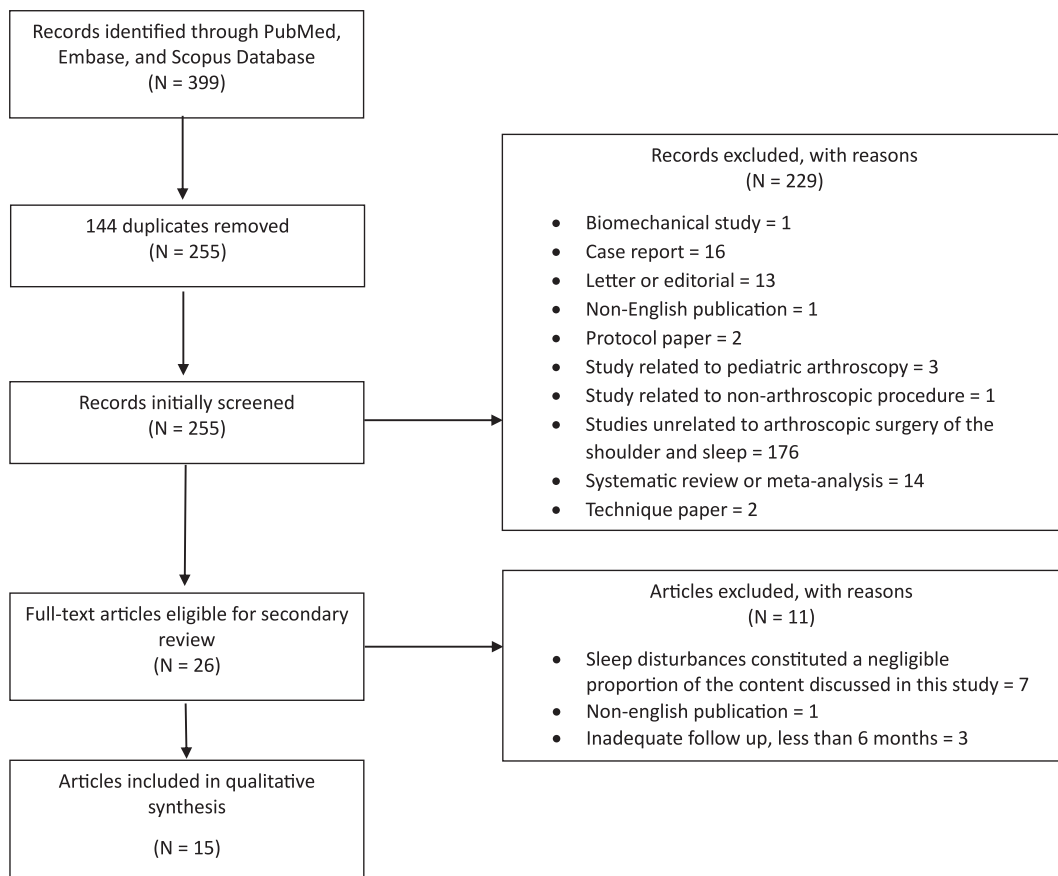 Records identified through PubMed,
Embase, and Scopus Database
(N = 399)
144 duplicates removed
(N = 255)
Records initially screened
(N = 255)
Records excluded, with reasons
(N = 229)
• Biomechanical study = 1
• Case report = 16
• Letter or editorial = 13
• Non-English publication = 1
• Protocol paper = 2
• Study related to pediatric arthroscopy = 3
• Study related to non-arthroscopic procedure = 1
• Studies unrelated to arthroscopic surgery of the
shoulder and sleep = 176
• Systematic review or meta-analysis = 14
• Technique paper = 2
Full-text articles eligible for secondary
review
(N = 26)
Articles excluded, with reasons
(N = 11)
• Sleep disturbances constituted a negligible
proportion of the content discussed in this study = 7
• Non-english publication = 1
• Inadequate follow up, less than 6 months = 3
Articles included in qualitative
synthesis
(N = 15)